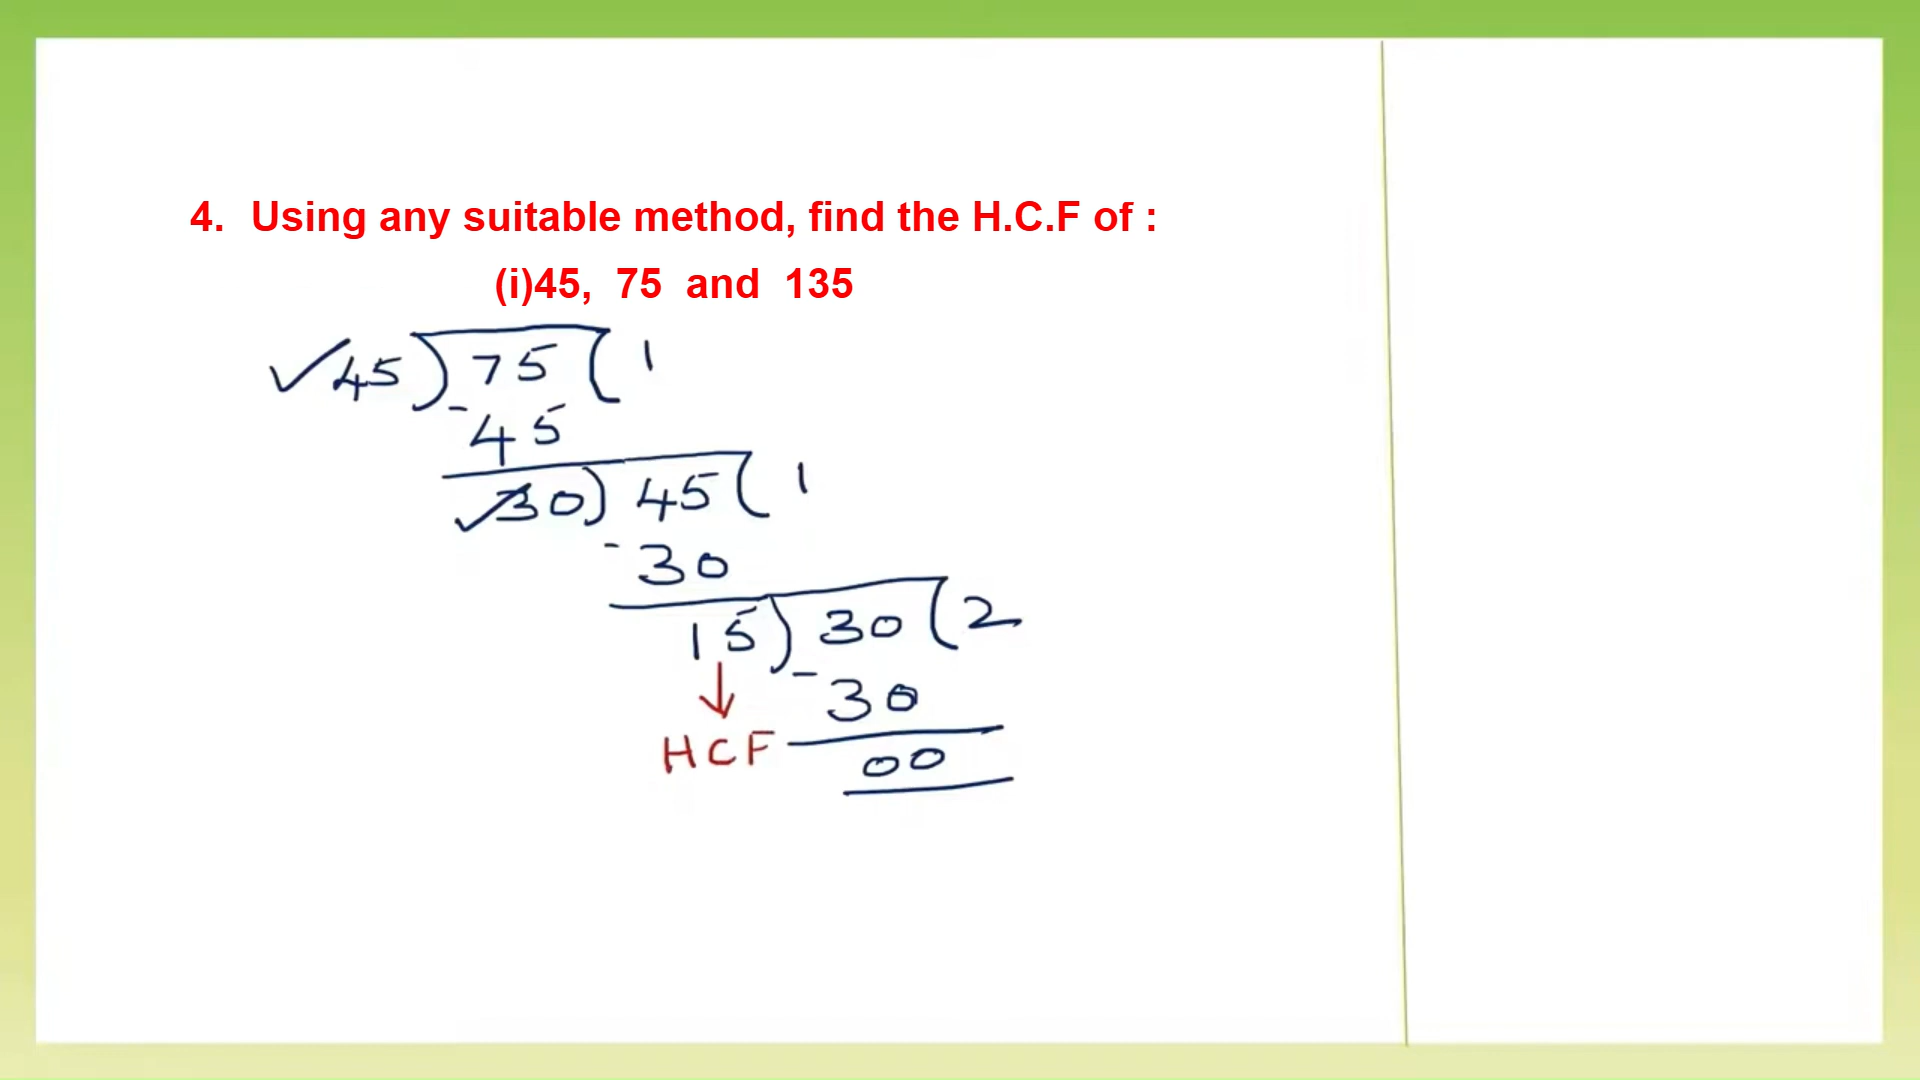 4. Using any suitable method, find the H.C.F of :
(i)45, 75 and 135
45) 75 ( 1
- 45
30) 45 ( 1
- 30
15) 30 ( 2
- 30
HCF
00